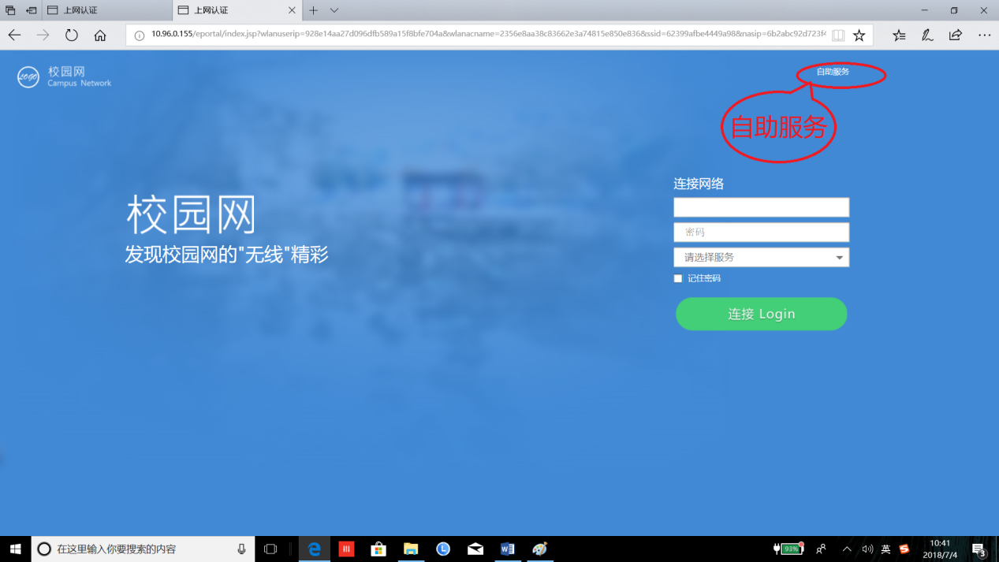 上网认证
上网认证
10.96.0.155/eportal/index.jsp?wlanuserip=928e14aa27d096dfb589a15f8bfe704a&wlanacname=2356e8aa38c83662e3a74815e850e836&ssid=62399afbe4449a98&nasip=6b2abc92d723f4
LOGO
校园网
Campus Network
自助服务
自助服务
校园网
发现校园网的"无线"精彩
连接网络
密码
请选择服务
记住密码
连接 Login
在这里输入你要搜索的内容
93%
英
10:41
2018/7/4
3